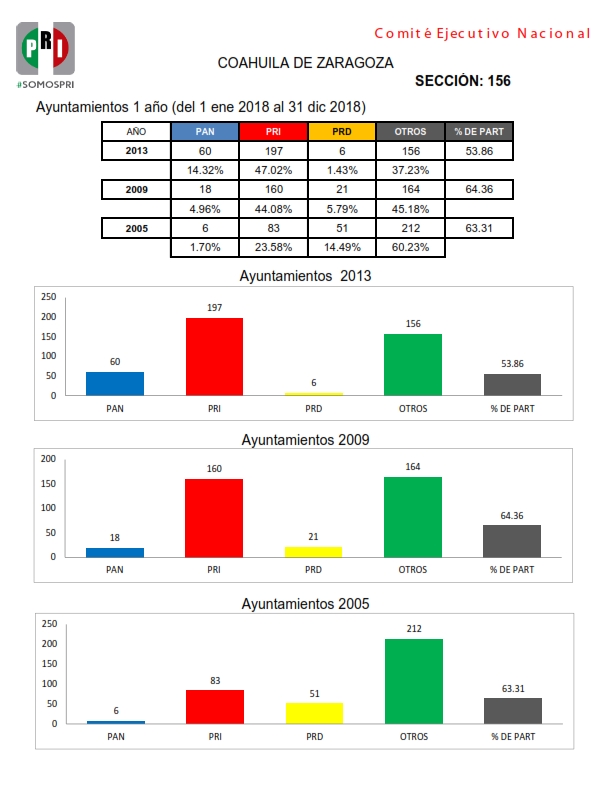 Comité Ejecutivo Nacional
PRI
#SOMOSPRI
COAHUILA DE ZARAGOZA
SECCIÓN: 156
Ayuntamientos 1 año (del 1 ene 2018 al 31 dic 2018)
AÑO PAN PRI PRD OTROS % DE PART
2013 60 197 6 156 53.86
14.32% 47.02% 1.43% 37.23%
2009 18 160 21 164 64.36
4.96% 44.08% 5.79% 45.18%
2005 6 83 51 212 63.31
1.70% 23.58% 14.49% 60.23%
Ayuntamientos 2013
250
200
150
100
50
0
60 197 6 156 53.86
PAN PRI PRD OTROS % DE PART
Ayuntamientos 2009
200
150
100
50
0
18 160 21 164 64.36
PAN PRI PRD OTROS % DE PART
Ayuntamientos 2005
250
200
150
100
50
0
6 83 51 212 63.31
PAN PRI PRD OTROS % DE PART